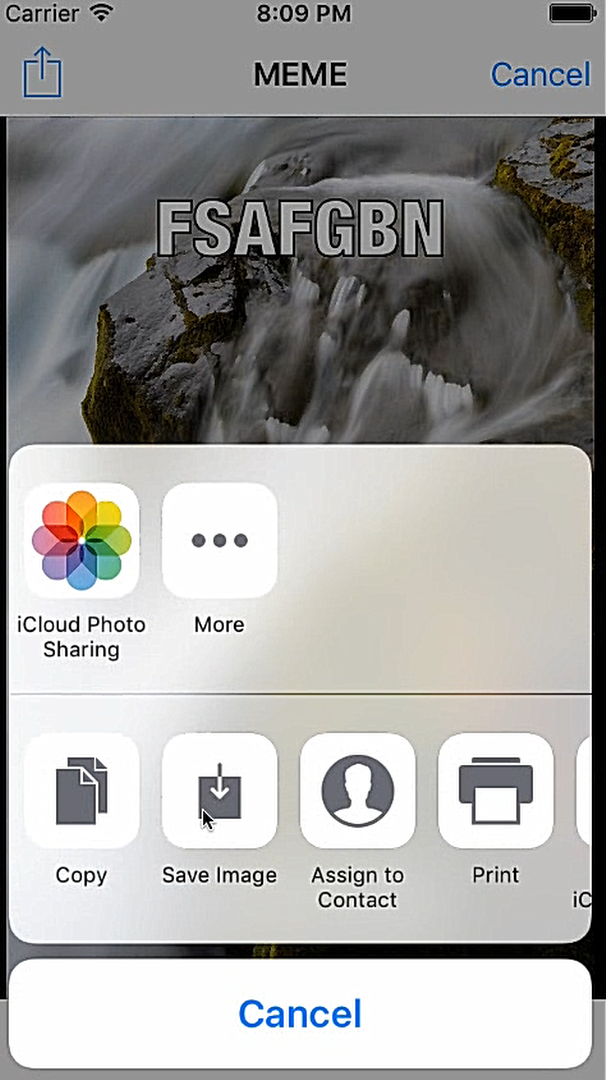 Carrier 8:09 PM
MEME Cancel
FSAFGBN
iCloud Photo Sharing
More
Copy
Save Image
Assign to Contact
Print
iC
Cancel